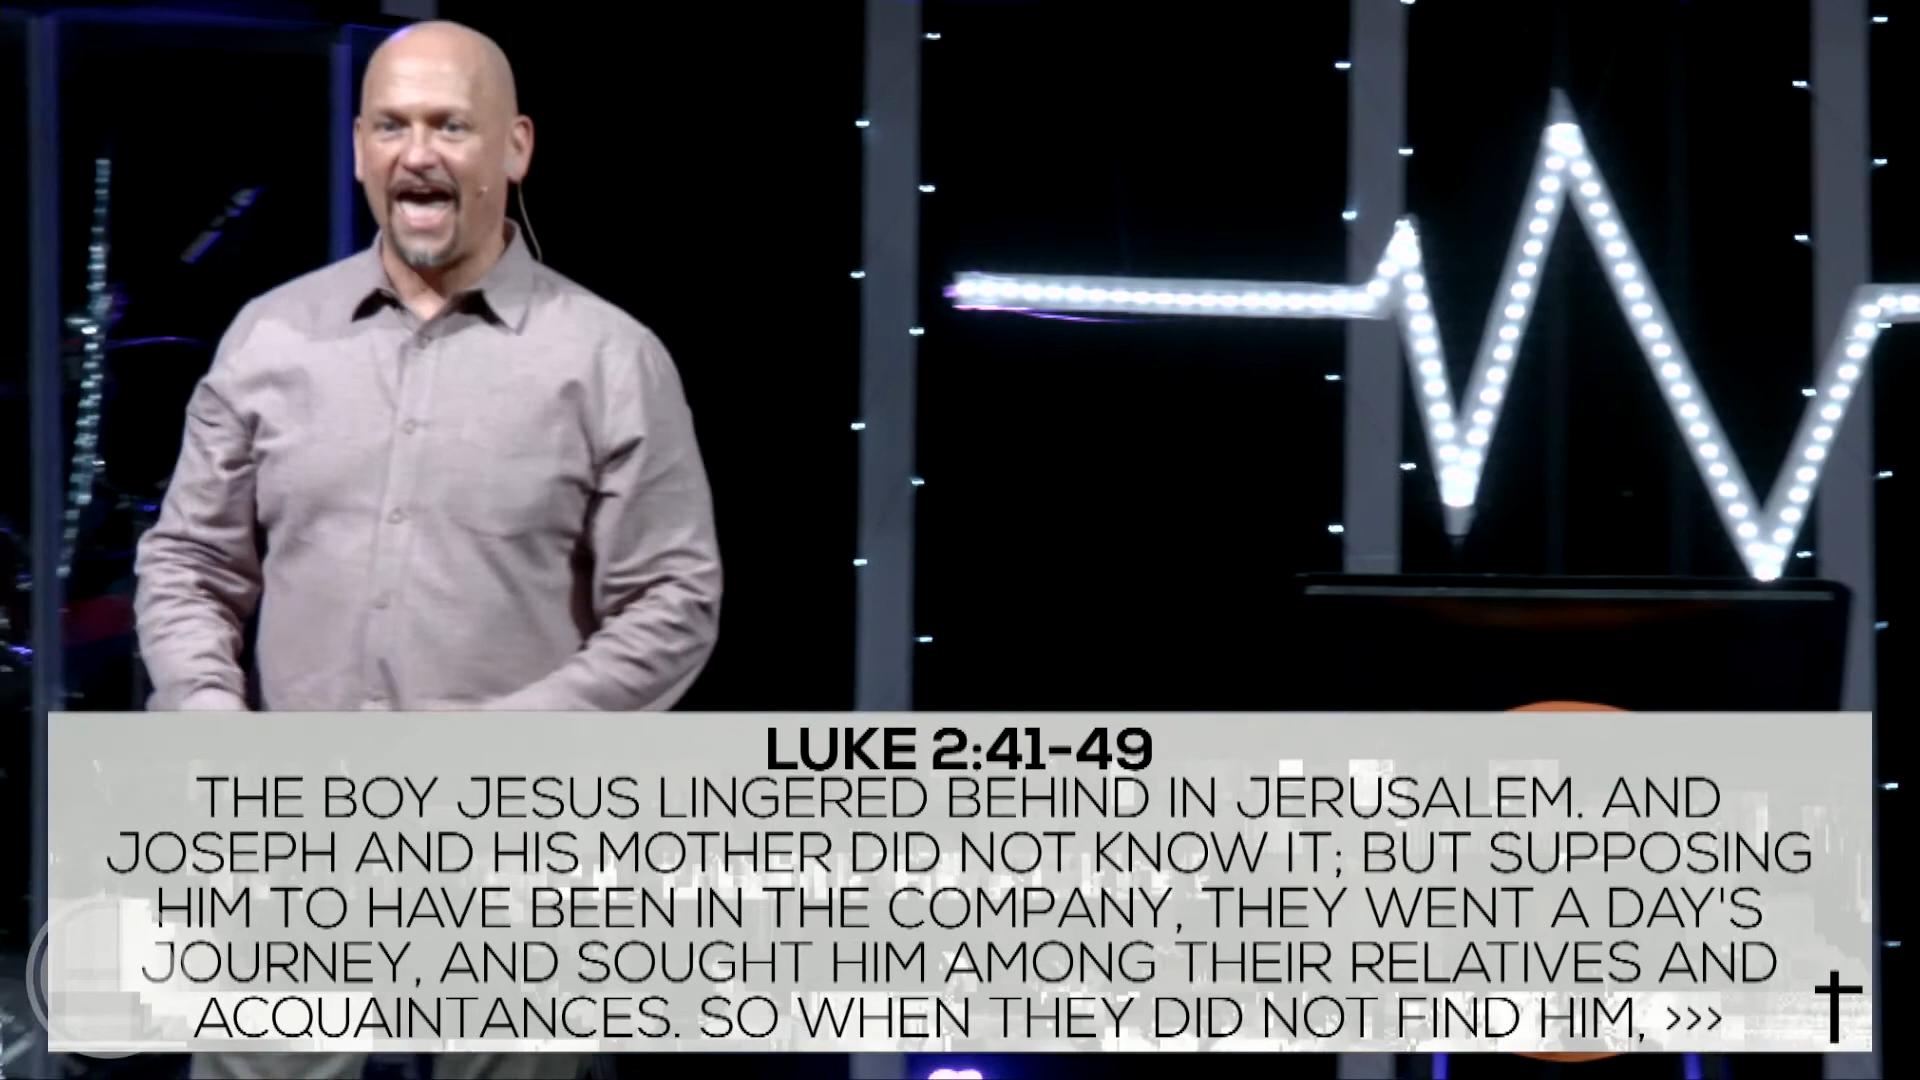 LUKE 2:41-49
THE BOY JESUS LINGERED BEHIND IN JERUSALEM. AND
JOSEPH AND HIS MOTHER DID NOT KNOW IT; BUT SUPPOSING
HIM TO HAVE BEEN IN THE COMPANY, THEY WENT A DAY'S
JOURNEY, AND SOUGHT HIM AMONG THEIR RELATIVES AND
ACQUAINTANCES. SO WHEN THEY DID NOT FIND HIM, >>>